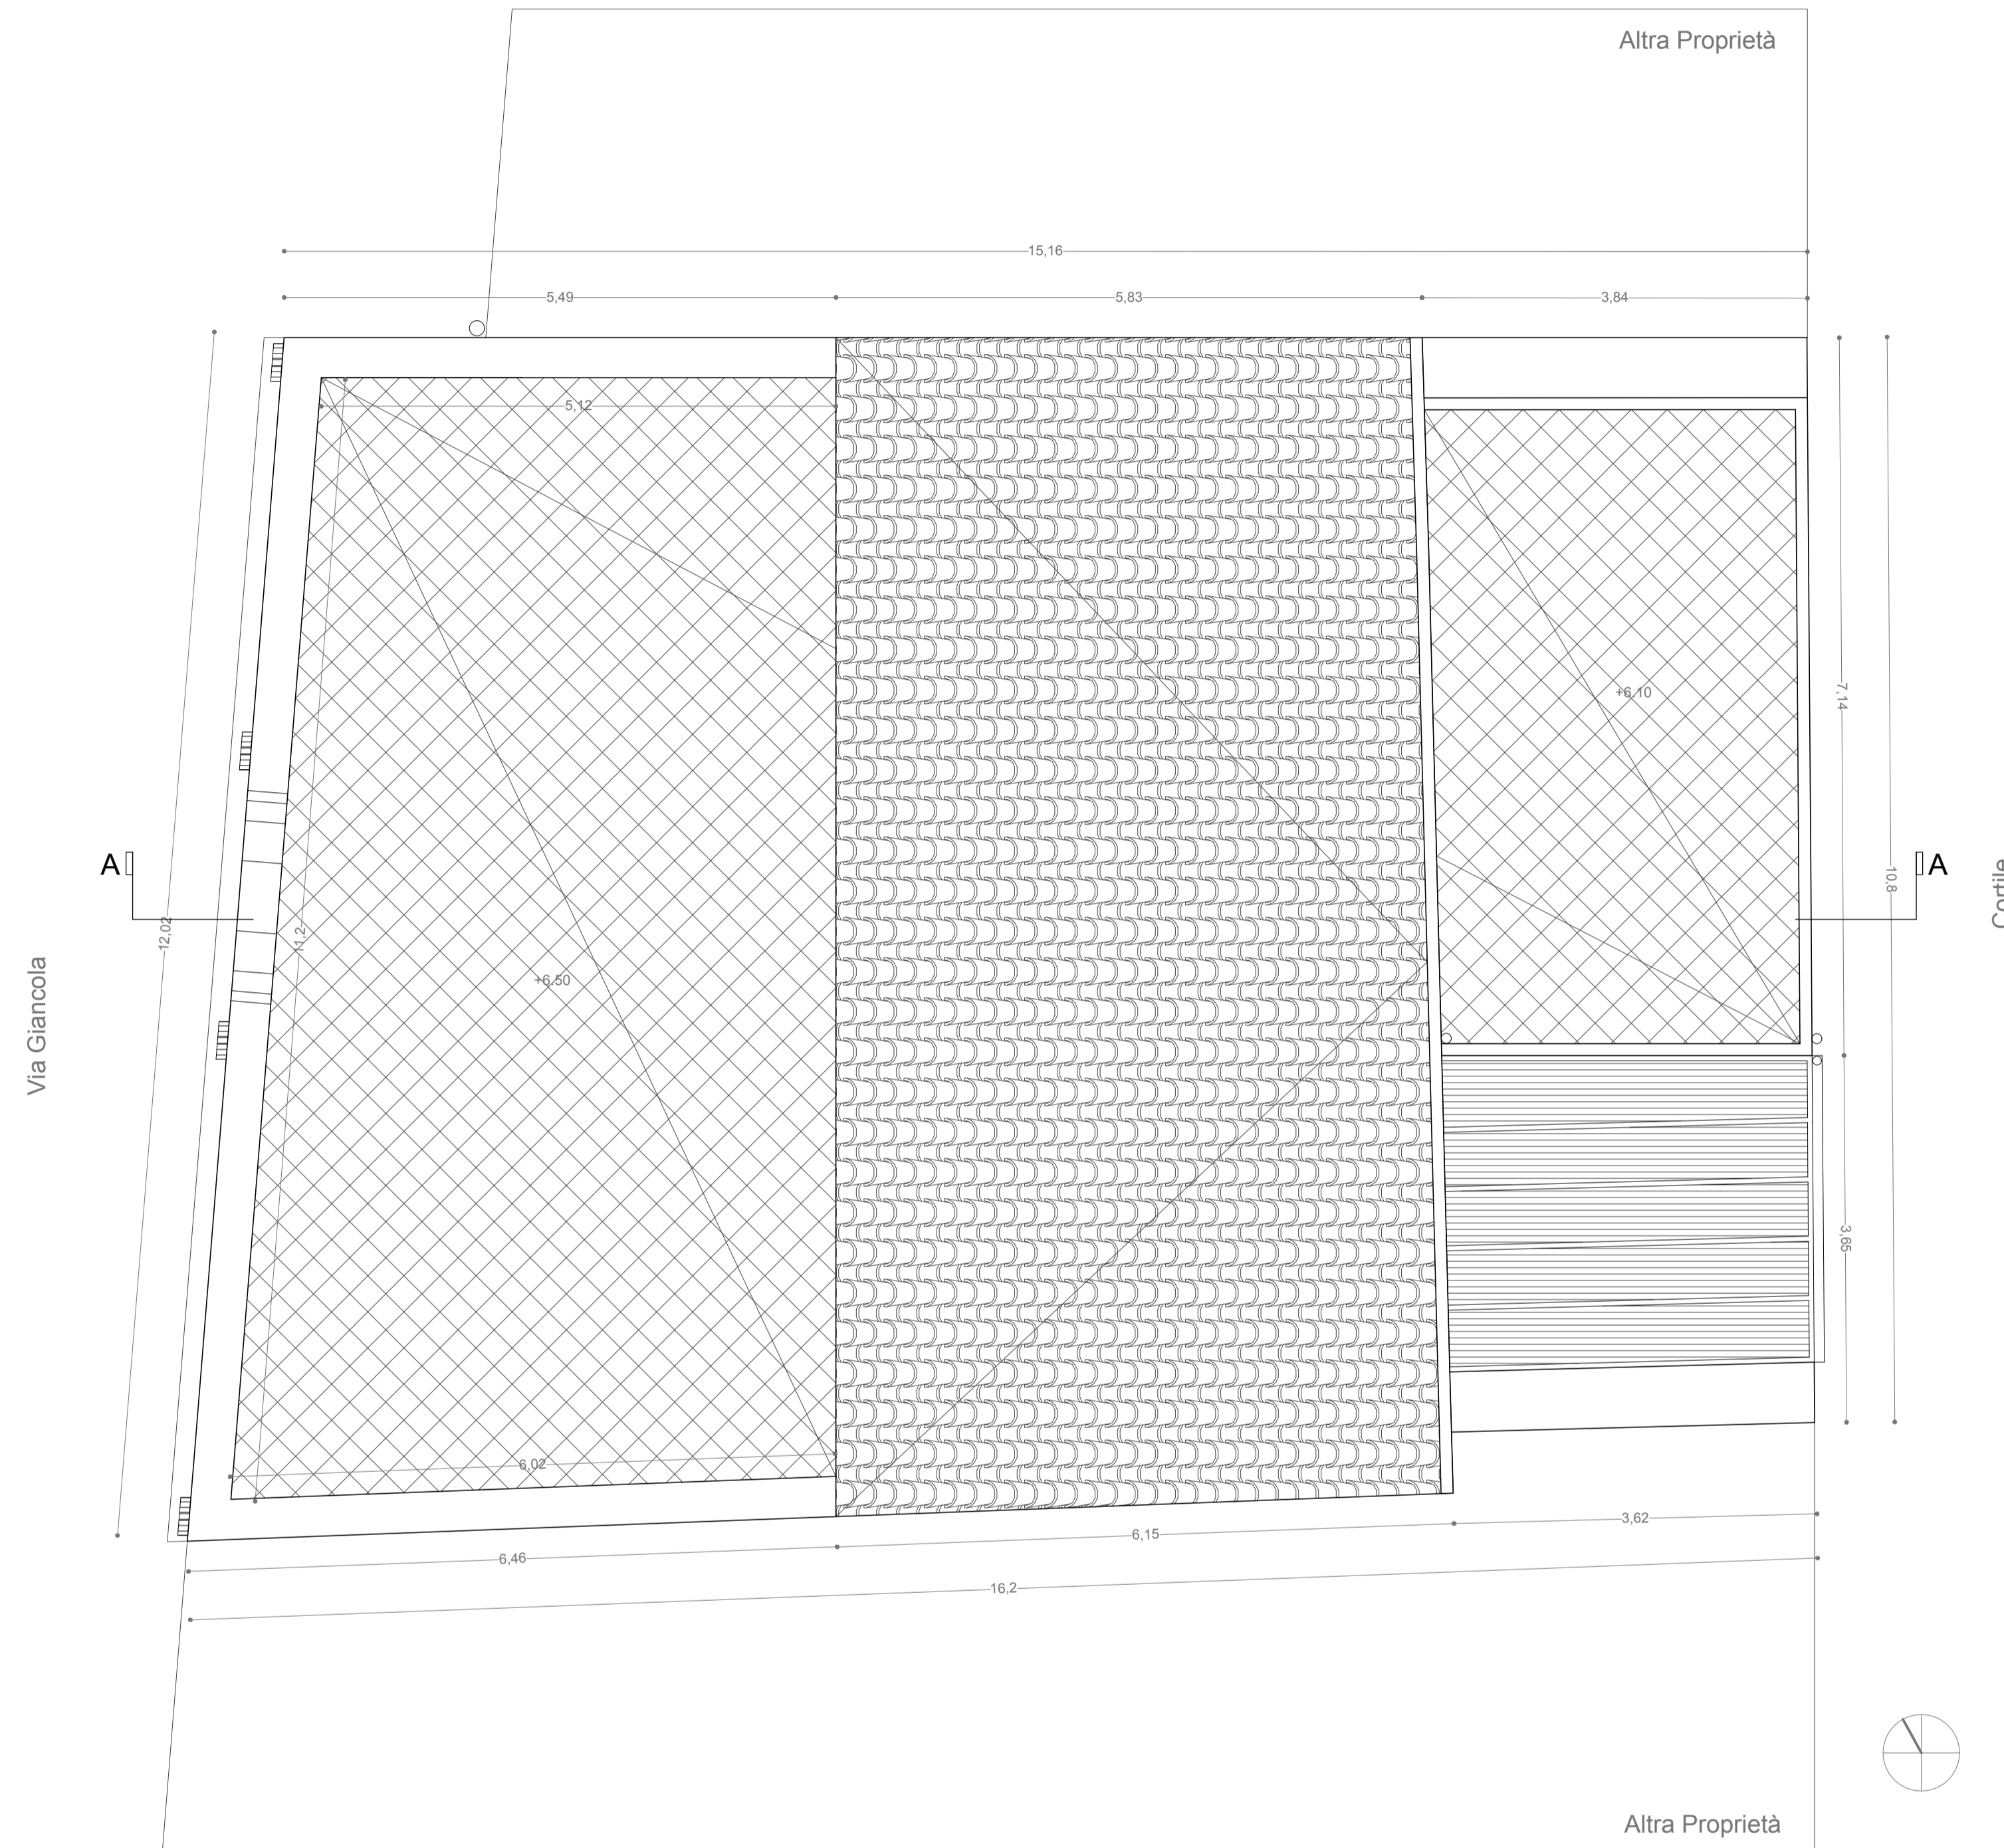 Altra Proprietà
15,16
5,49
5,83
3,84
5,12
+6.10
7,14
A
A
10,8
Cortile
12,02
11,2
+6.50
Via Giancola
3,65
6,02
3,62
6,15
6,46
16,2
Altra Proprietà